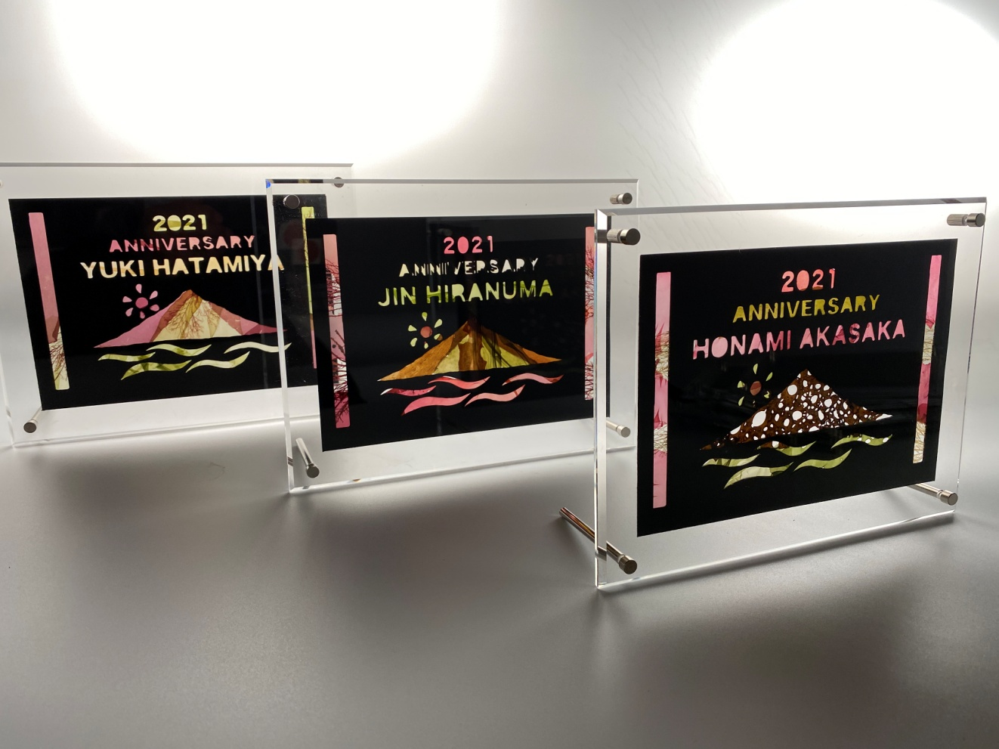 2021
ANNIVERSARY
YUKI HATAMIYA
2021
ANNIVERSARY
JIN HIRANUMA
2021
ANNIVERSARY
HONAMI AKASAKA